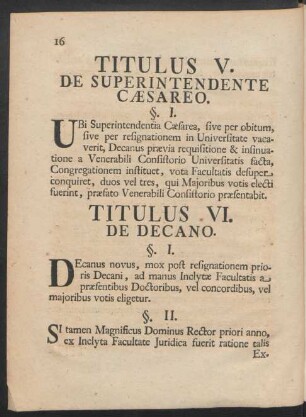 16
TITULUS V.
DE SUPERINTENDENTE
CÆSAREO.
§. I.
UBi Superintendentia Cæsarea, sive per obitum,
sive per resignationem in Universitate vaca-
verit, Decanus prævia requisitione & insinua-
tione a Venerabili Consistorio Universitatis facta,
Congregationem instituet, vota Facultatis desuper
conquiret, duos vel tres, qui Majoribus votis electi
fuerint, præfato Venerabili Consistorio præsentabit.
TITULUS VI.
DE DECANO.
§. I.
DEcanus novus, mox post resignationem prio-
ris Decani, ad manus Inclytæ Facultatis a
præsentibus Doctoribus, vel concordibus, vel
majoribus votis eligetur.
§. II.
SI tamen Magnificus Dominus Rector priori anno,
ex Inclyta Facultate Juridica fuerit ratione talis
Ex-